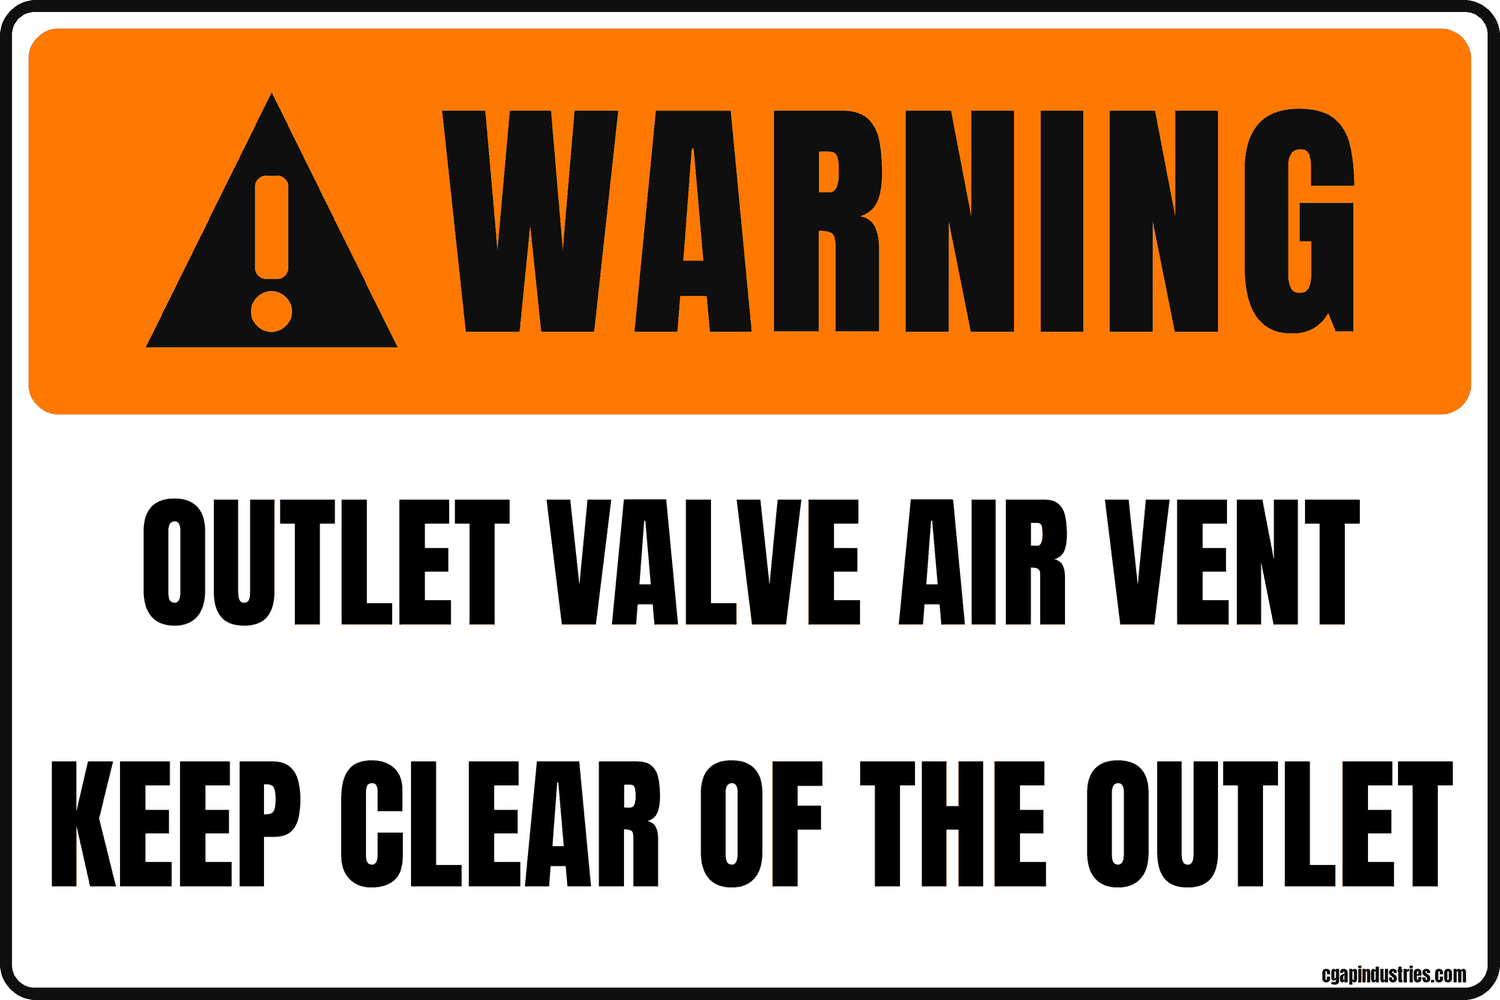 WARNING
OUTLET VALVE AIR VENT
KEEP CLEAR OF THE OUTLET
cgapindustries.com